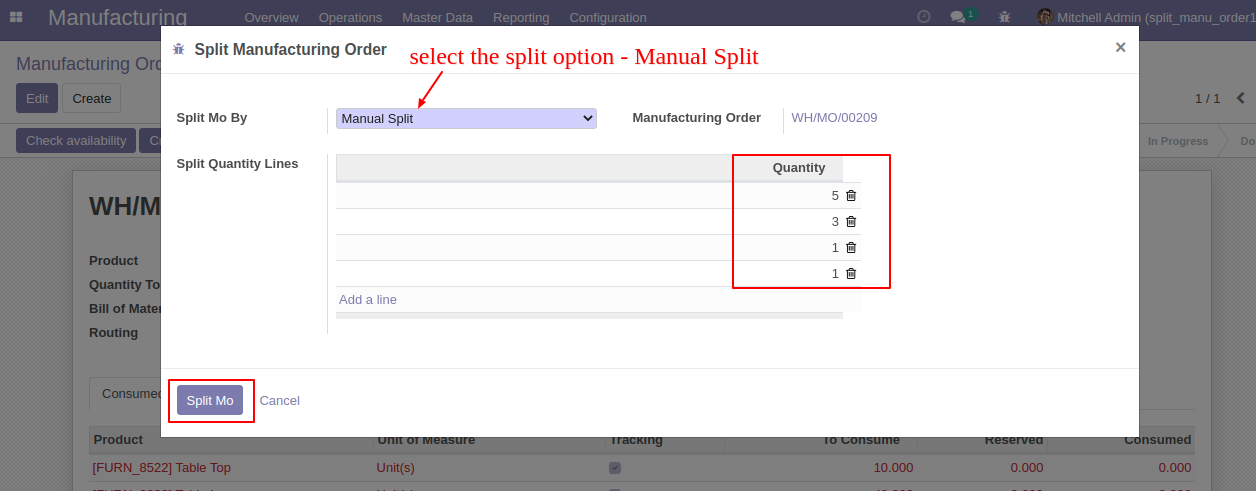 Manufacturing Overview Operations Master Data Reporting Configuration 1 Mitchell Admin (split_manu_order1
Manufacturing Ord
Split Manufacturing Order
select the split option - Manual Split
×
Edit Create
1 / 1
Check availability
In Progress
Do
Split Mo By Manual Split Manufacturing Order WH/MO/00209
Split Quantity Lines
Quantity
5
3
1
1
Add a line
WH/M
Product
Quantity To
Bill of Mater
Routing
Split Mo Cancel
Consumed
Product Unit of Measure Tracking To Consume Reserved Consumed
[FURN_8522] Table Top Unit(s) 10.000 0.000 0.000